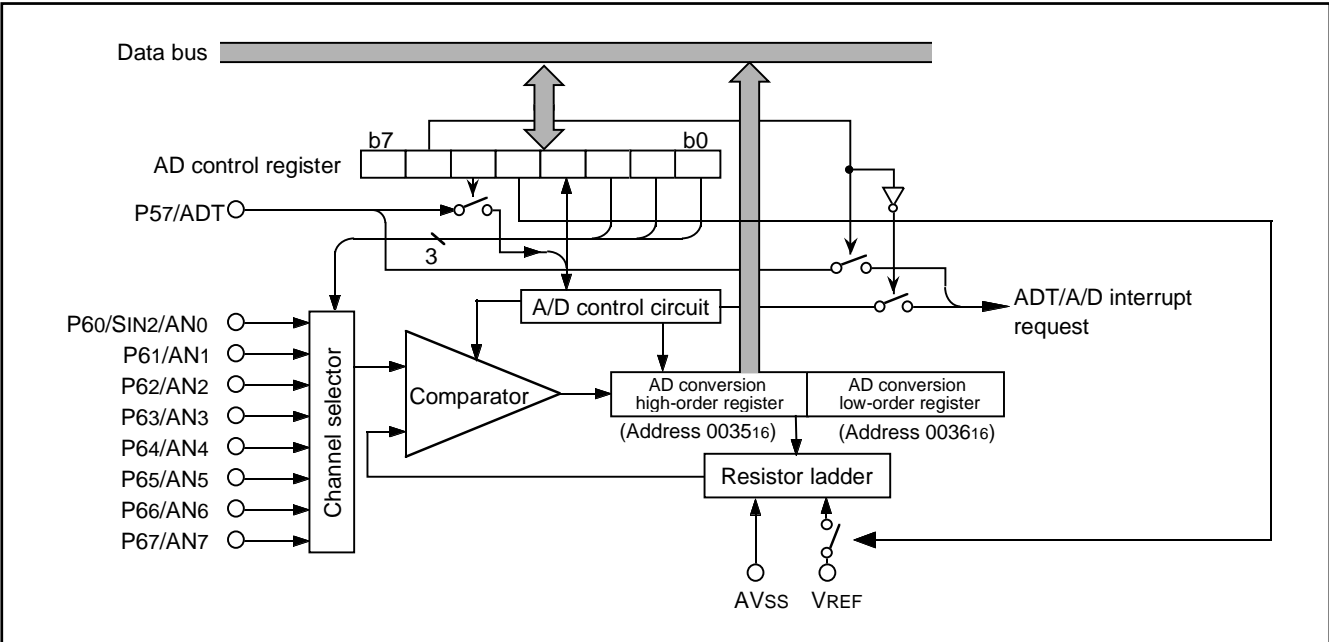 Data bus
b7
b0
AD control register
P57/ADT
3
A/D control circuit
ADT/A/D interrupt
request
P60/SIN2/AN0
P61/AN1
P62/AN2
P63/AN3
P64/AN4
P65/AN5
P66/AN6
P67/AN7
Channel selector
Comparator
AD conversion
high-order register
AD conversion
low-order register
(Address 003516)
(Address 003616)
Resistor ladder
AVSS
VREF